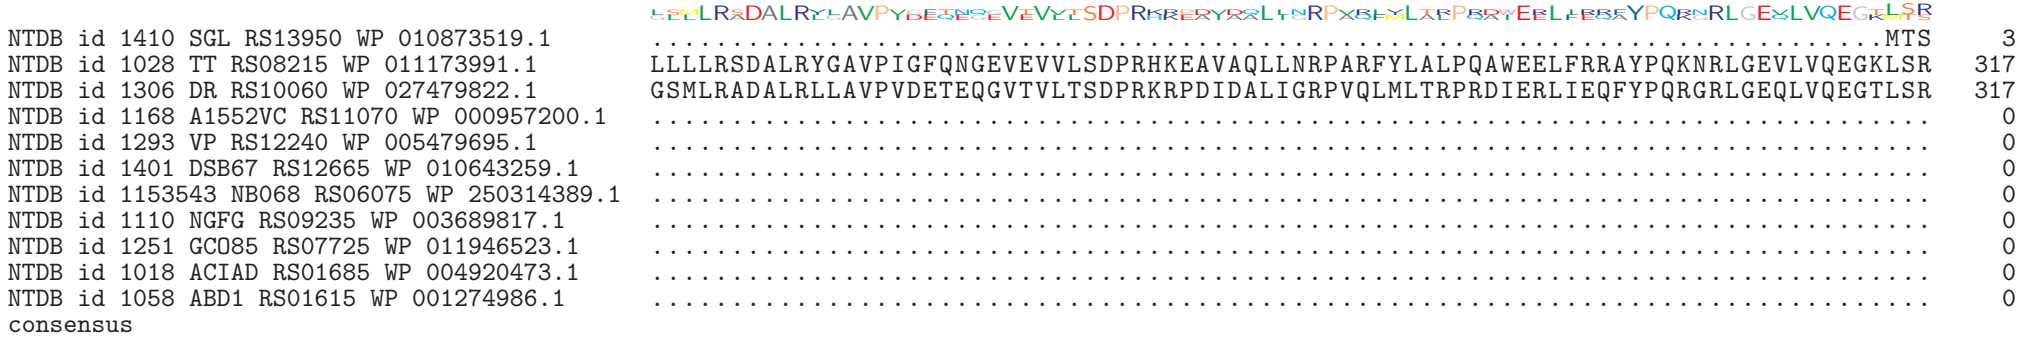 NTDB id 1410 SGL RS13950 WP 010873519.1 .............................................................................MTS 3
NTDB id 1028 TT RS08215 WP 011173991.1 LLLLRSDALRYGAVPIGFQNGEVEVVLSDPRHKEAVAQLLNRPARFYLALPQAWEELFRRAYPQKNRLGEVLVQEGKLSR 317
NTDB id 1306 DR RS10060 WP 027479822.1 GSMLRADALRLLAVPVDETEQGVTVLTSDPRKRPDIDALIGRPVQLMLTRPRDIERLIEQFYPQRGRLGEQLVQEGTLSR 317
NTDB id 1168 A1552VC RS11070 WP 000957200.1 ................................................................................ 0
NTDB id 1293 VP RS12240 WP 005479695.1 ................................................................................ 0
NTDB id 1401 DSB67 RS12665 WP 010643259.1 ................................................................................ 0
NTDB id 1153543 NB068 RS06075 WP 250314389.1 ................................................................................ 0
NTDB id 1110 NGFG RS09235 WP 003689817.1 ................................................................................ 0
NTDB id 1251 GCO85 RS07725 WP 011946523.1 ................................................................................ 0
NTDB id 1018 ACIAD RS01685 WP 004920473.1 ................................................................................ 0
NTDB id 1058 ABD1 RS01615 WP 001274986.1 ................................................................................ 0
consensus